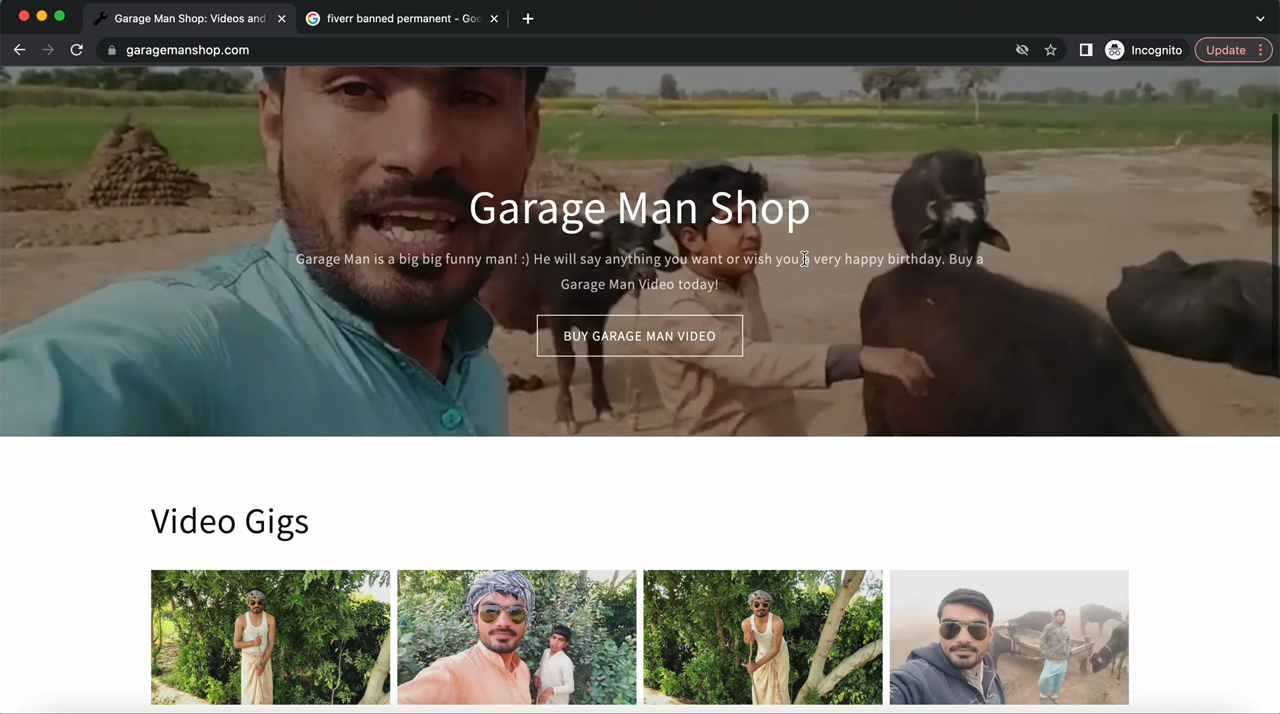 Garage Man Shop: Videos and
fiverr banned permanent - Goo
garagemanshop.com
Incognito
Update
Garage Man Shop
Garage Man is a big big funny man! :) He will say anything you want or wish you a very happy birthday. Buy a
Garage Man Video today!
BUY GARAGE MAN VIDEO
Video Gigs